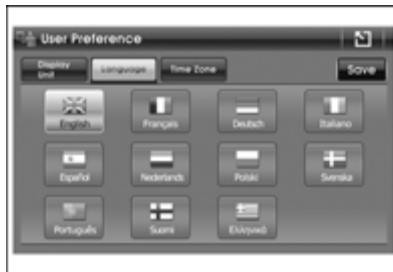 User Preference
Display Unit
Language
Time Zone
Save
English
Français
Deutsch
Italiano
Español
Nederlands
Polski
Svenska
Português
Suomi
Ελληνικά